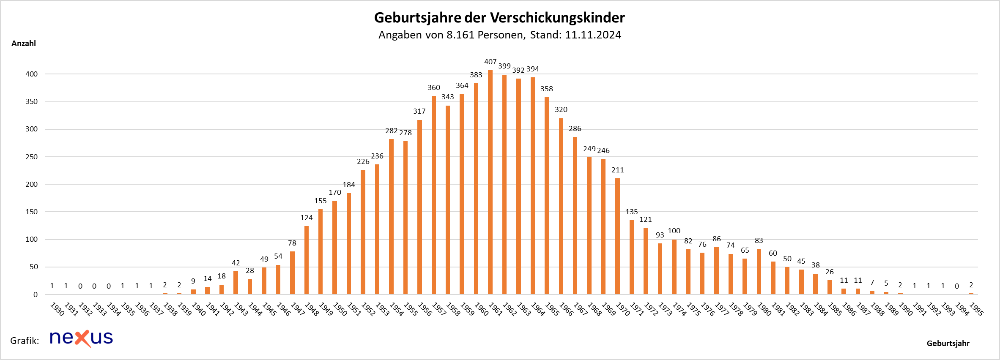 Geburtsjahre der Verschickungskinder
Angaben von 8.161 Personen, Stand: 11.11.2024
Anzahl
400
350
300
250
200
150
100
50
0
1 1 0 0 0 1 1 1 2 2 9 14 18 42 28 49 54 78 124 155 170 184 226 236 282 278 317 360 343 364 383 407 399 392 394 358 320 286 249 246 211 135 121 93 100 82 76 86 74 65 83 60 50 45 38 26 11 11 7 5 2 1 1 1 0 2
1930 1931 1932 1933 1934 1935 1936 1937 1938 1939 1940 1941 1942 1943 1944 1945 1946 1947 1948 1949 1950 1951 1952 1953 1954 1955 1956 1957 1958 1959 1960 1961 1962 1963 1964 1965 1966 1967 1968 1969 1970 1971 1972 1973 1974 1975 1976 1977 1978 1979 1980 1981 1982 1983 1984 1985 1986 1987 1988 1989 1990 1991 1992 1993 1994 1995
Grafik: nexus
Geburtsjahr